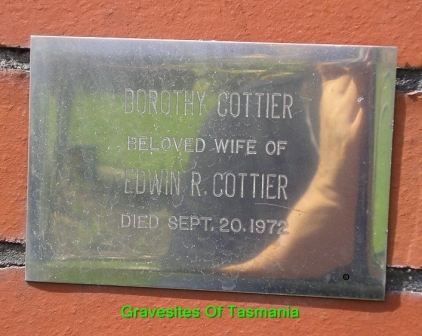 DOROTHY COTTIER
BELOVED WIFE OF
EDWIN R. COTTIER
DIED SEPT. 20. 1972
Gravesites Of Tasmania